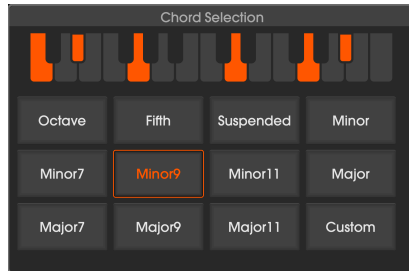 Chord Selection
Octave Fifth Suspended Minor
Minor7 Minor9 Minor11 Major
Major7 Major9 Major11 Custom